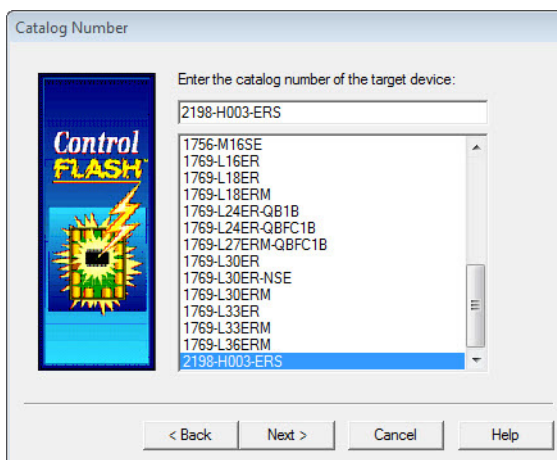 Catalog Number
Enter the catalog number of the target device:
2198-H003-ERS
Control
FLASH™
1756-M16SE
1769-L16ER
1769-L18ER
1769-L18ERM
1769-L24ER-QB1B
1769-L24ER-QBFC1B
1769-L27ERM-QBFC1B
1769-L30ER
1769-L30ER-NSE
1769-L30ERM
1769-L33ER
1769-L33ERM
1769-L36ERM
2198-H003-ERS
< Back
Next >
Cancel
Help